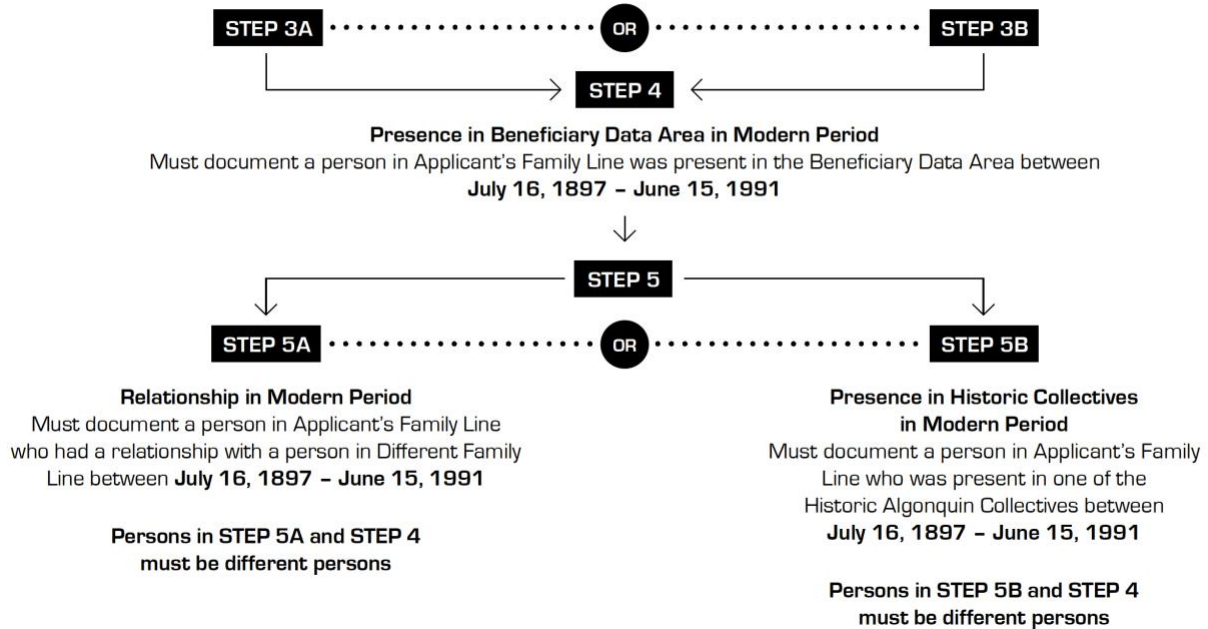 STEP 3A
OR
STEP 3B
STEP 4
Presence in Beneficiary Data Area in Modern Period
Must document a person in Applicant's Family Line was present in the Beneficiary Data Area between
July 16, 1897 – June 15, 1991
STEP 5
STEP 5A
OR
STEP 5B
Relationship in Modern Period
Must document a person in Applicant's Family Line
who had a relationship with a person in Different Family
Line between July 16, 1897 – June 15, 1991
Persons in STEP 5A and STEP 4
must be different persons
Presence in Historic Collectives
in Modern Period
Must document a person in Applicant's Family
Line who was present in one of the
Historic Algonquin Collectives between
July 16, 1897 – June 15, 1991
Persons in STEP 5B and STEP 4
must be different persons